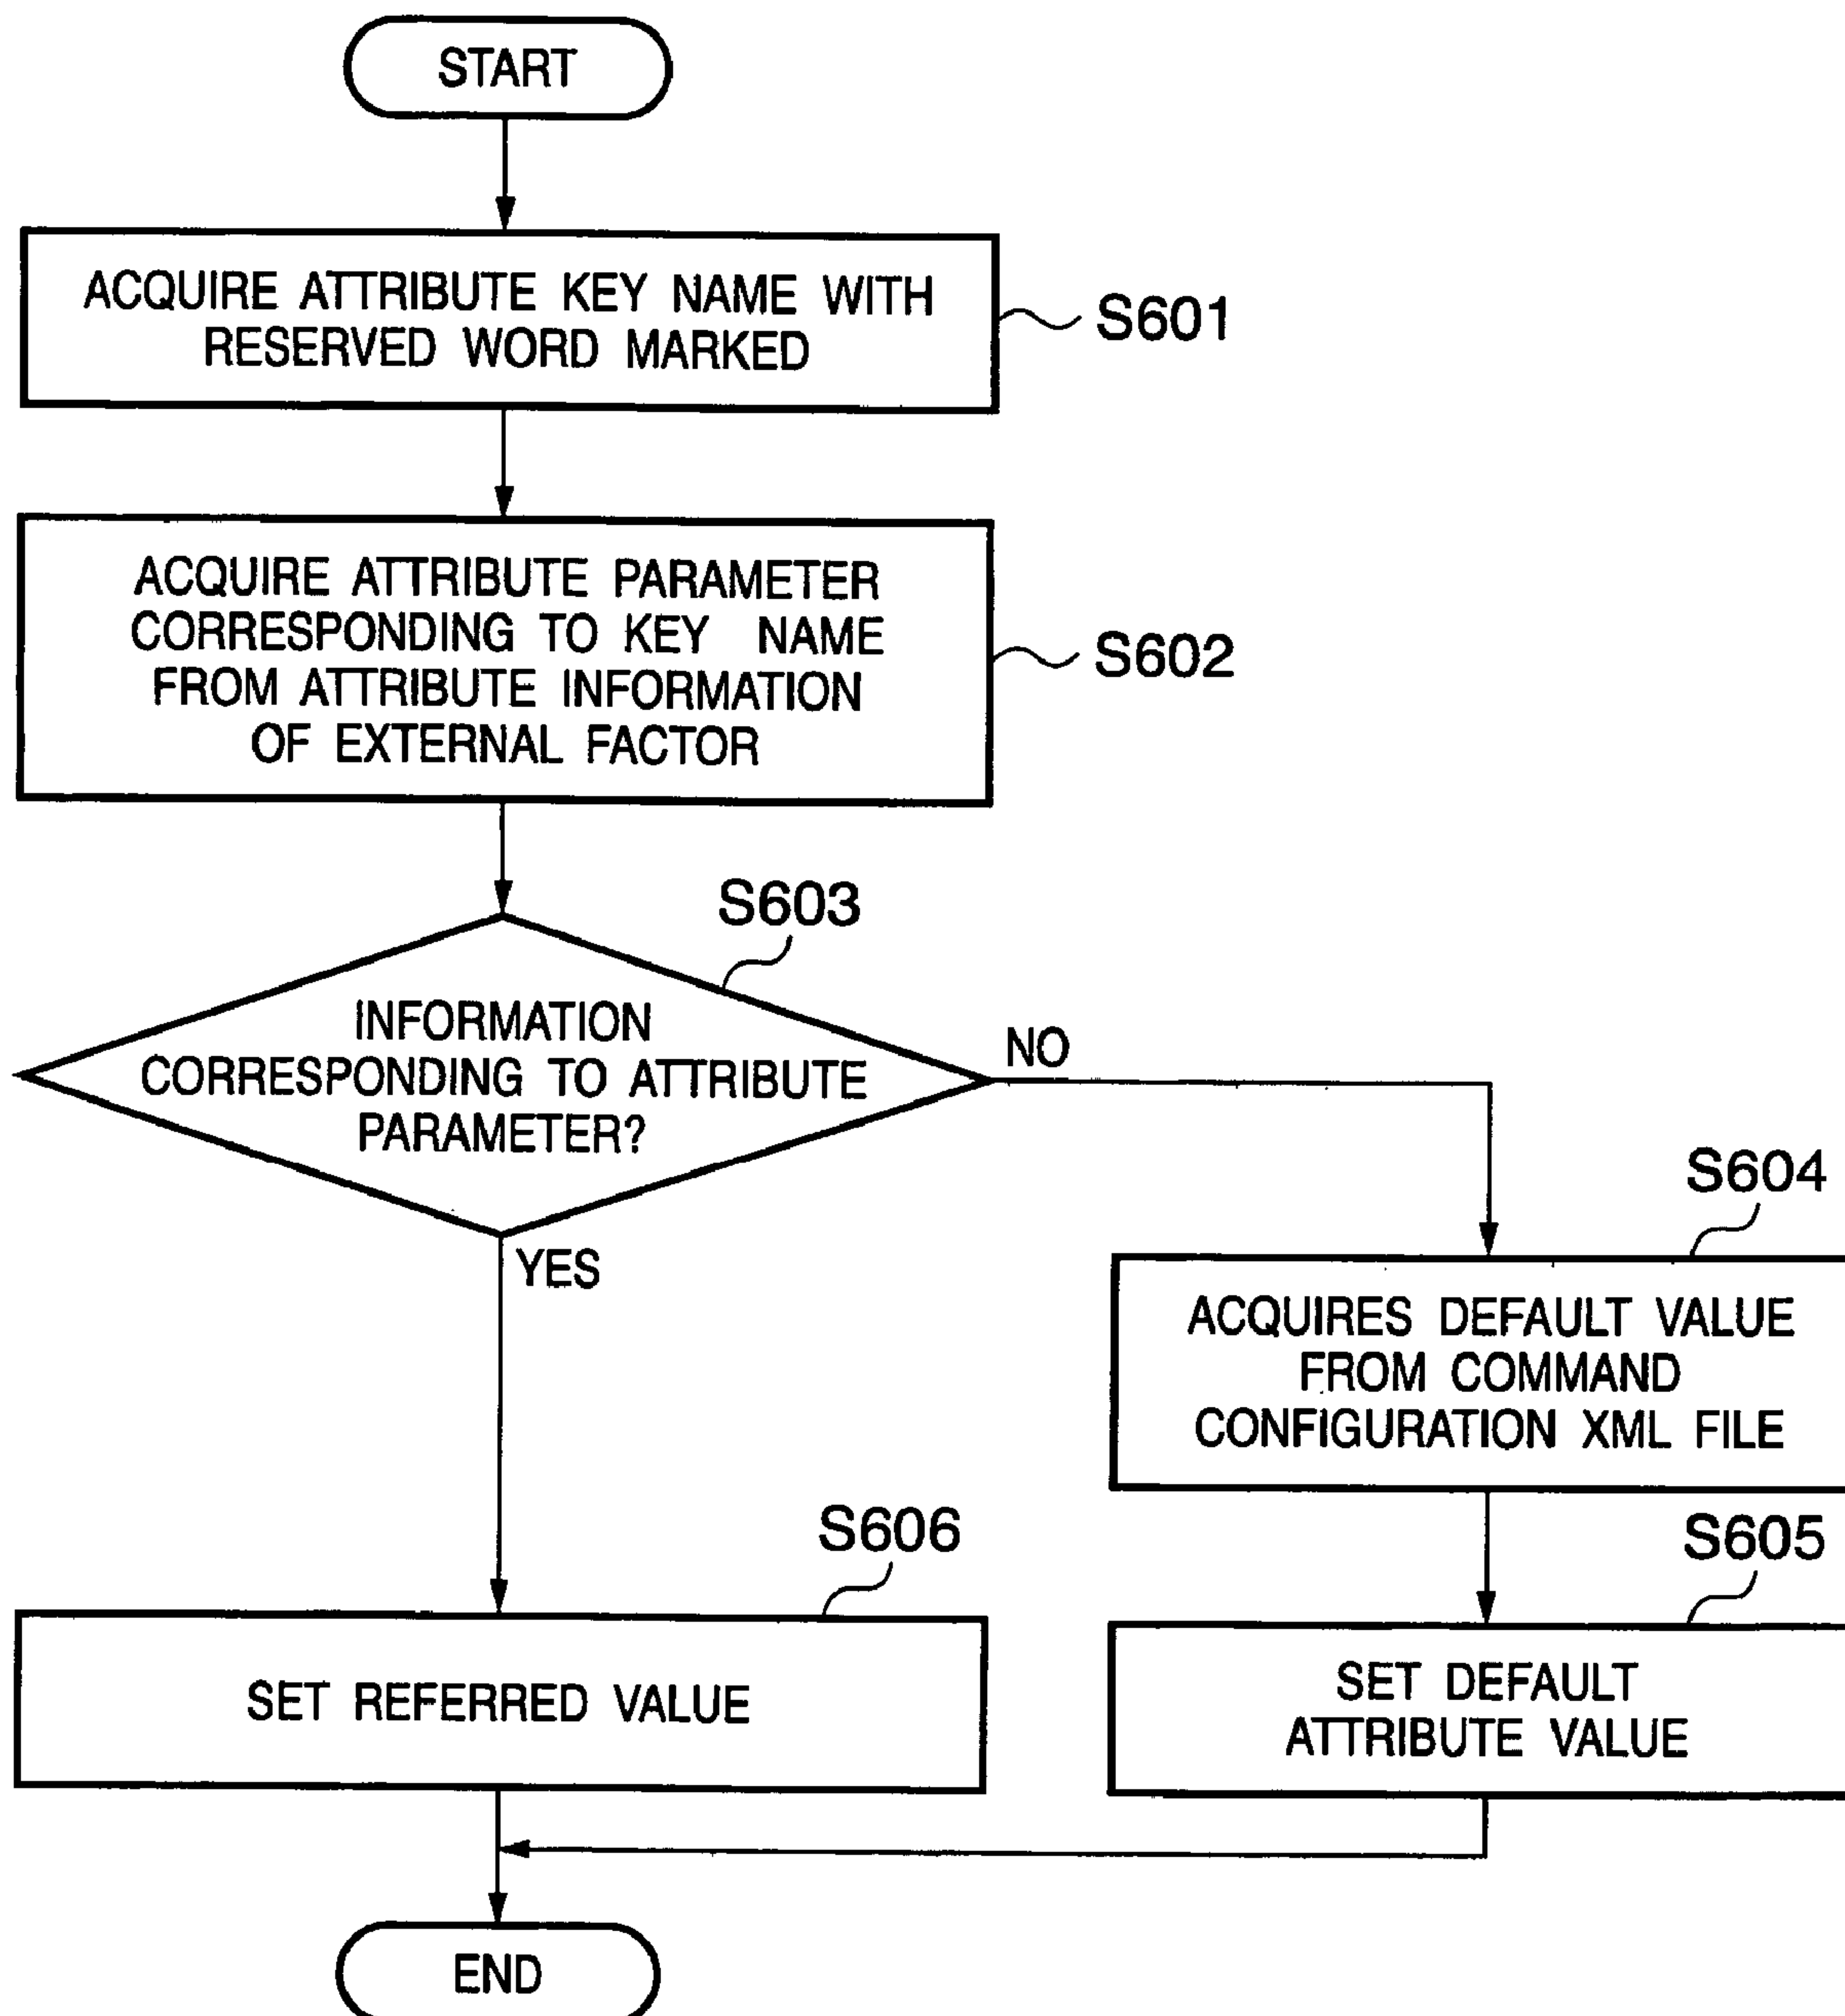 START
ACQUIRE ATTRIBUTE KEY NAME WITH
RESERVED WORD MARKED
S601
ACQUIRE ATTRIBUTE PARAMETER
CORRESPONDING TO KEY NAME
FROM ATTRIBUTE INFORMATION
OF EXTERNAL FACTOR
S602
S603
INFORMATION
CORRESPONDING TO ATTRIBUTE
PARAMETER?
NO
YES
S604
ACQUIRES DEFAULT VALUE
FROM COMMAND
CONFIGURATION XML FILE
S606
SET REFERRED VALUE
S605
SET DEFAULT
ATTRIBUTE VALUE
END